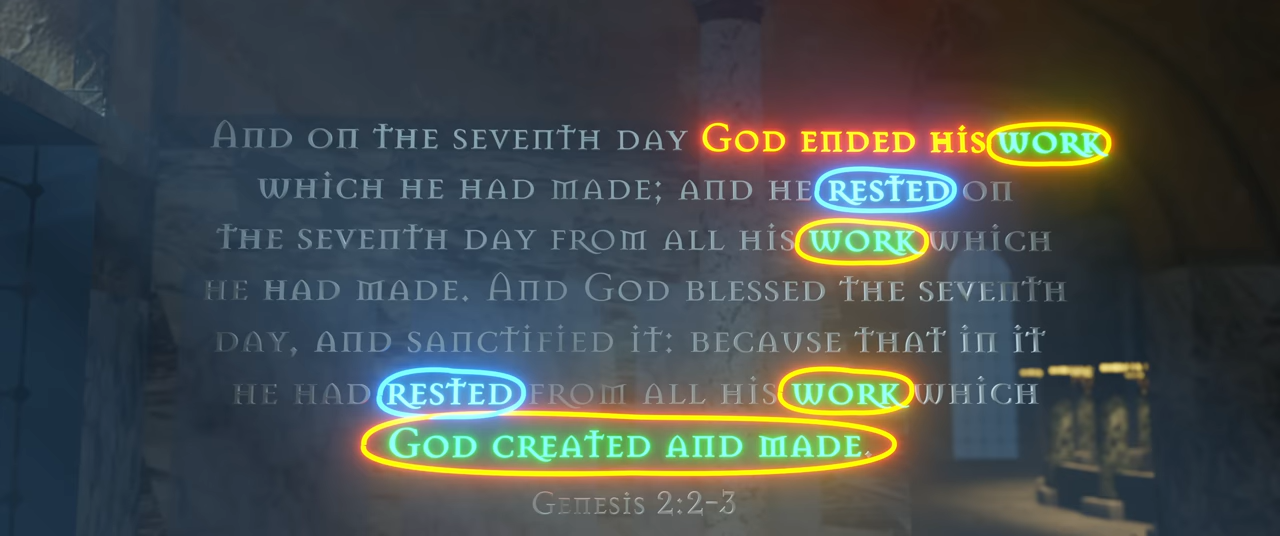 And on the seventh day God ended his work
which he had made; and he rested on
the seventh day from all his work which
he had made. And God blessed the seventh
day, and sanctified it: because that in it
he had rested from all his work which
God created and made.
Genesis 2:2-3